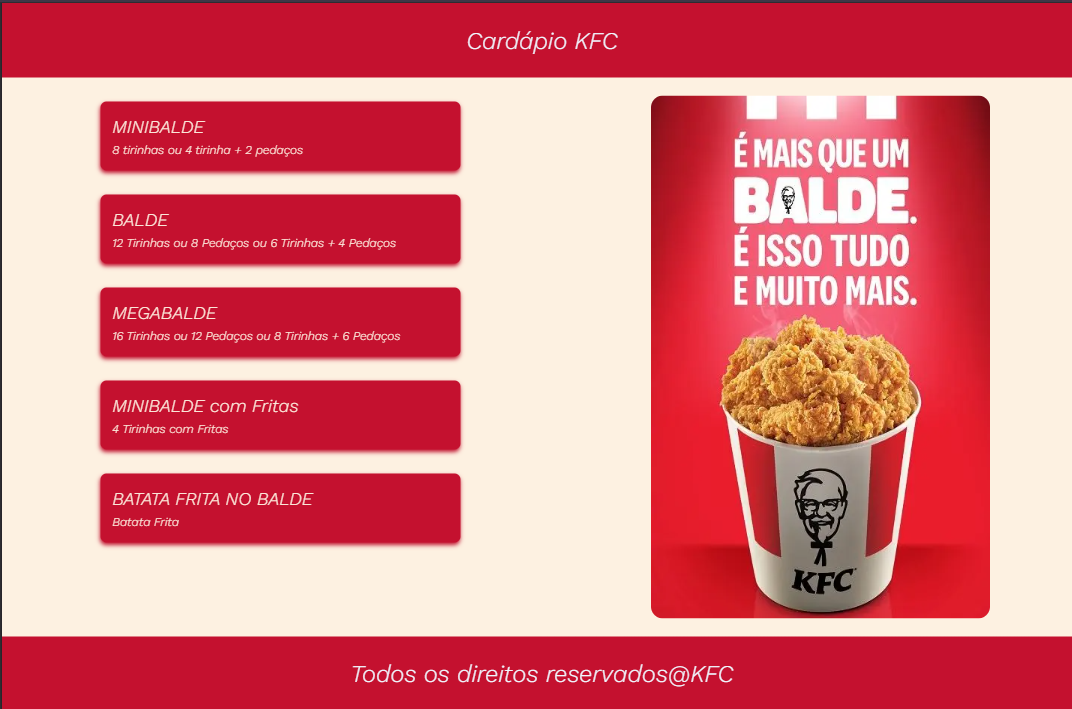 Cardápio KFC
MINIBALDE
8 tirinhas ou 4 tirinha + 2 pedaços
BALDE
12 Tirinhas ou 8 Pedaços ou 6 Tirinhas + 4 Pedaços
MEGABALDE
16 Tirinhas ou 12 Pedaços ou 8 Tirinhas + 6 Pedaços
MINIBALDE com Fritas
4 Tirinhas com Fritas
BATATA FRITA NO BALDE
Batata Frita
É MAIS QUE UM
BALDE.
É ISSO TUDO
E MUITO MAIS.
KFC
Todos os direitos reservados@KFC